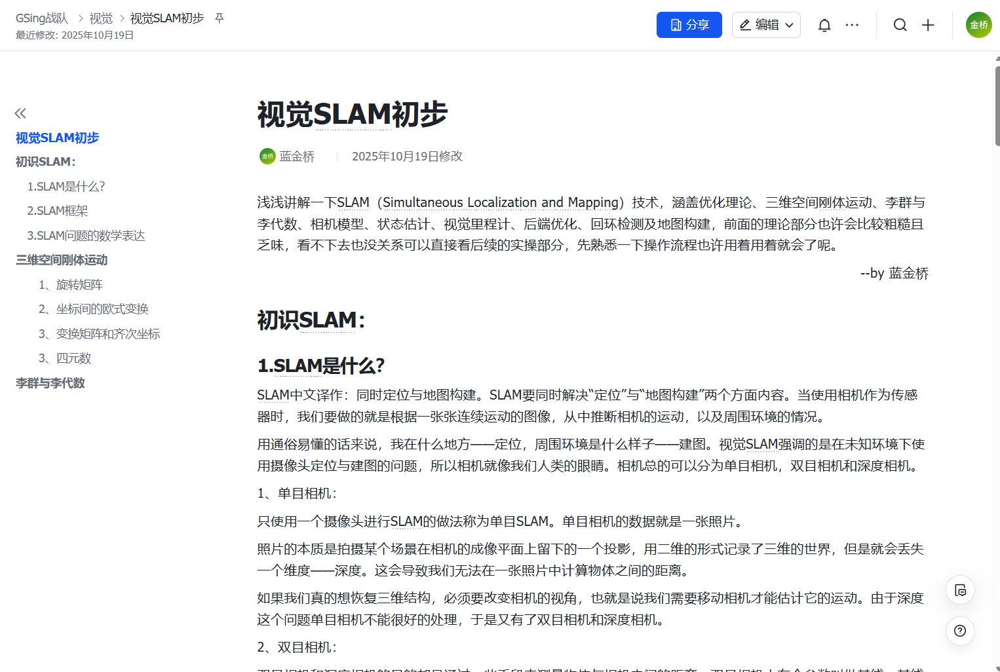 GSing战队 > 视觉 > 视觉SLAM初步
最近修改: 2025年10月19日
分享
编辑
金桥
视觉SLAM初步
初识SLAM：
1.SLAM是什么？
2.SLAM框架
3.SLAM问题的数学表达
三维空间刚体运动
1、旋转矩阵
2、坐标间的欧式变换
3、变换矩阵和齐次坐标
3、四元数
李群与李代数
视觉SLAM初步
金桥 蓝金桥 2025年10月19日修改
浅浅讲解一下SLAM（Simultaneous Localization and Mapping）技术，涵盖优化理论、三维空间刚体运动、李群与
李代数、相机模型、状态估计、视觉里程计、后端优化、回环检测及地图构建，前面的理论部分也许会比较粗糙且
乏味，看不下去也没关系可以直接看后续的实操部分，先熟悉一下操作流程也许用着用着就会了呢。
--by 蓝金桥
初识SLAM：
1.SLAM是什么？
SLAM中文译作：同时定位与地图构建。SLAM要同时解决“定位”与“地图构建”两个方面内容。当使用相机作为传感
器时，我们要做的就是根据一张张连续运动的图像，从中推断相机的运动，以及周围环境的情况。
用通俗易懂的话来说，我在什么地方——定位，周围环境是什么样子——建图。视觉SLAM强调的是在未知环境下使
用摄像头定位与建图的问题，所以相机就像我们人类的眼睛。相机总的可以分为单目相机，双目相机和深度相机。
1、单目相机：
只使用一个摄像头进行SLAM的做法称为单目SLAM。单目相机的数据就是一张照片。
照片的本质是拍摄某个场景在相机的成像平面上留下的一个投影，用二维的形式记录了三维的世界，但是就会丢失
一个维度——深度。这会导致我们无法在一张照片中计算物体之间的距离。
如果我们真的想恢复三维结构，必须要改变相机的视角，也就是说我们需要移动相机才能估计它的运动。由于深度
这个问题单目相机不能很好的处理，于是又有了双目相机和深度相机。
2、双目相机：